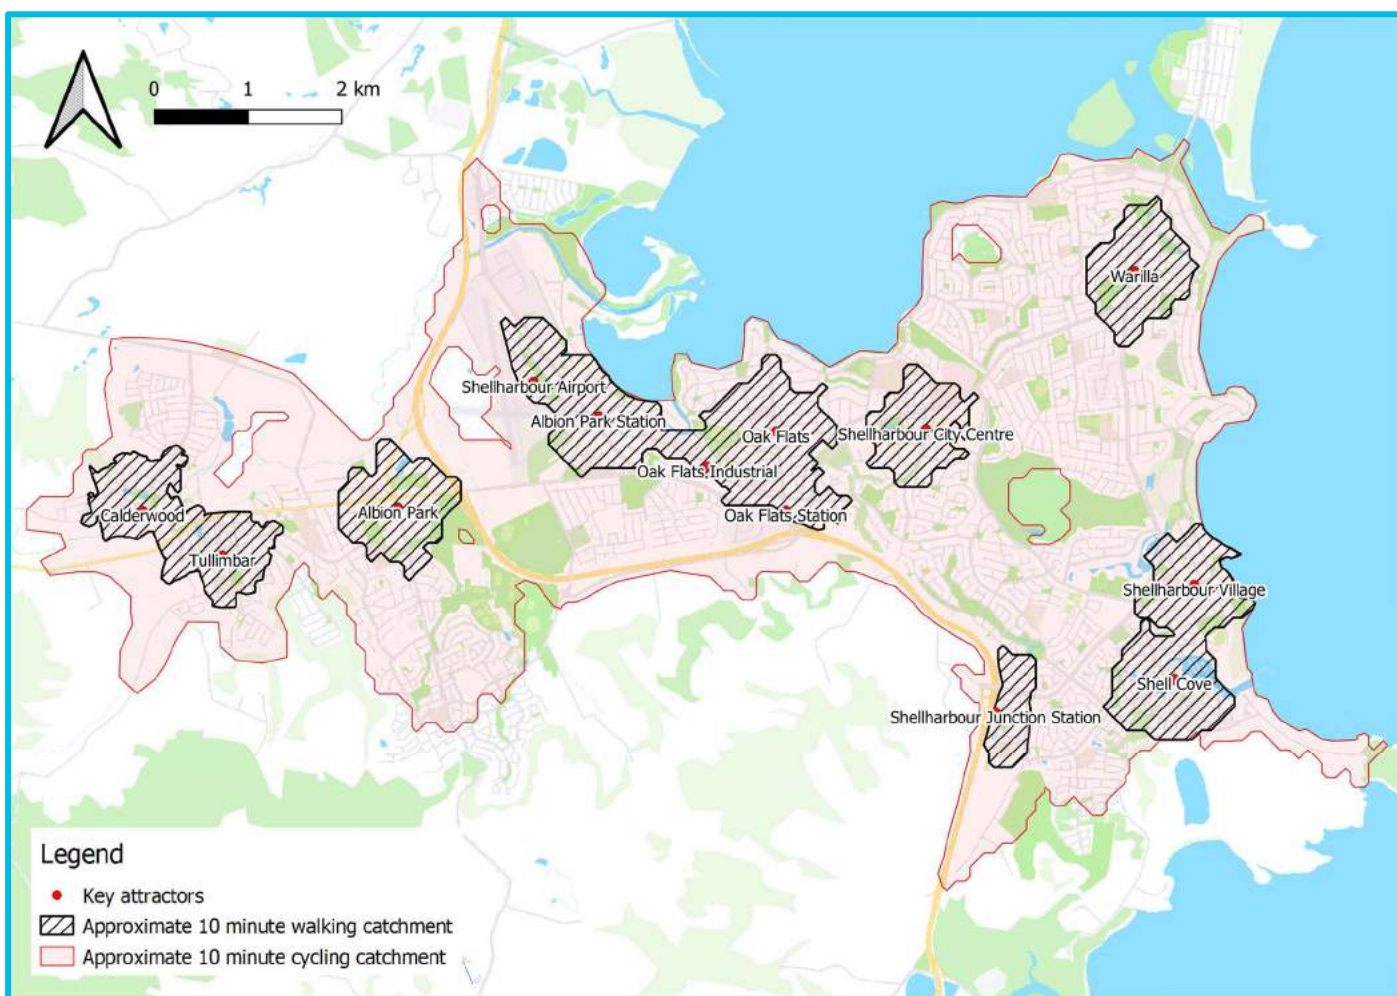 0 1 2 km
Warilla
Shellharbour Airport
Albion Park Station
Oak Flats
Shellharbour City Centre
Oak Flats Industrial
Calderwood
Albion Park
Oak Flats Station
Tullimbar
Shellharbour Village
Shell Cove
Shellharbour Junction Station
Legend
Key attractors
Approximate 10 minute walking catchment
Approximate 10 minute cycling catchment